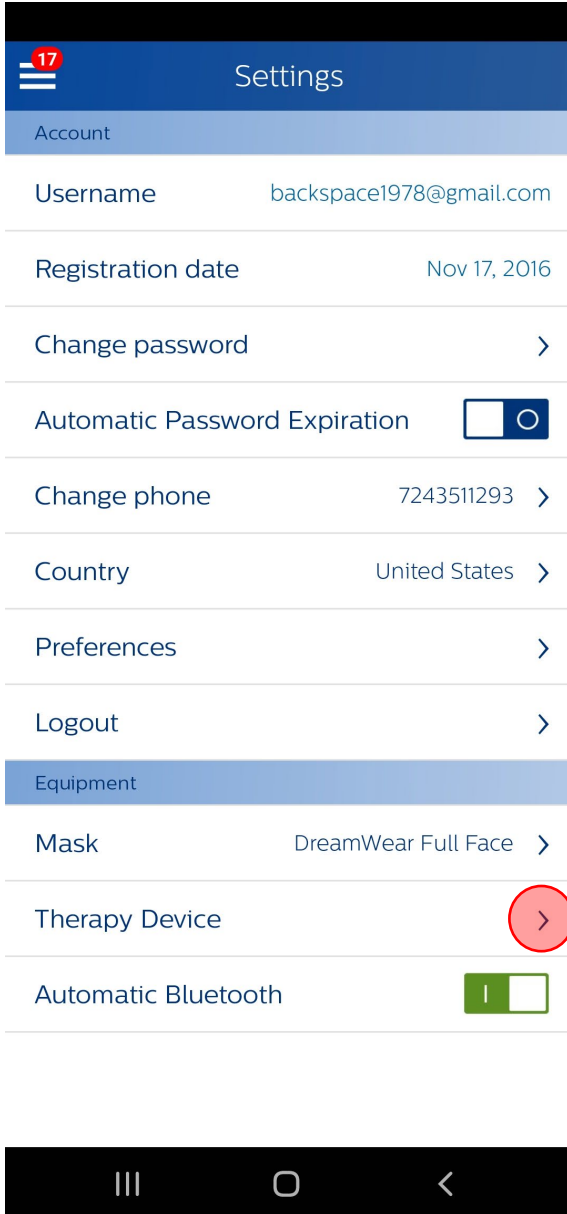 17
Settings
Account
Username backspace1978@gmail.com
Registration date Nov 17, 2016
Change password
Automatic Password Expiration
Change phone 7243511293
Country United States
Preferences
Logout
Equipment
Mask DreamWear Full Face
Therapy Device
Automatic Bluetooth